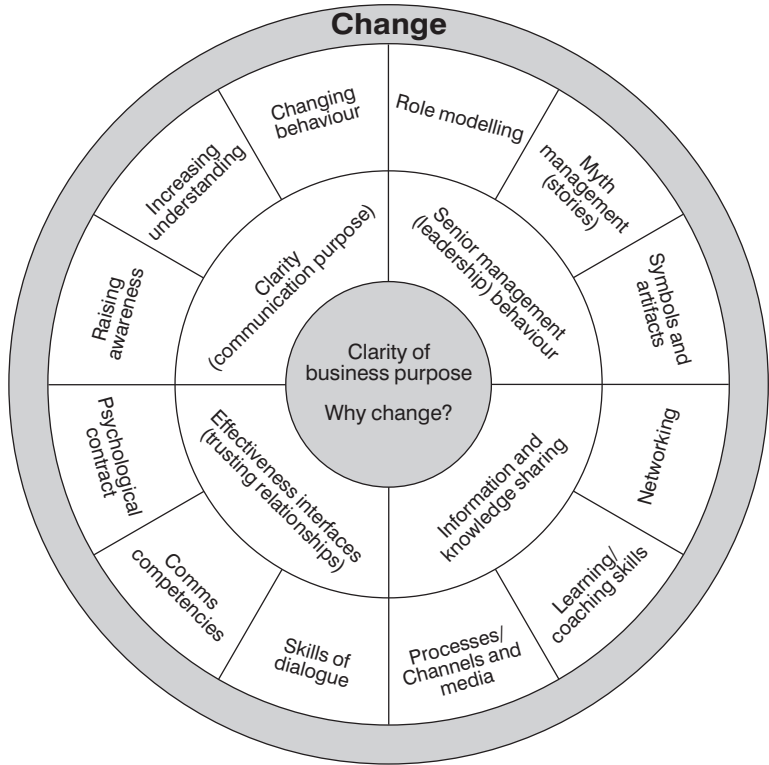 Change
Changing
behaviour
Role modelling
Increasing
understanding
Myth
management
(stories)
Clarity
(communication purpose)
Senior management
(leadership) behaviour
Raising
awareness
Symbols and
artifacts
Clarity of
business purpose
Why change?
Psychological
contract
Effectiveness interfaces
(trusting relationships)
Information and
knowledge sharing
Networking
Comms
competencies
Learning/
coaching skills
Skills of
dialogue
Processes/
Channels and
media